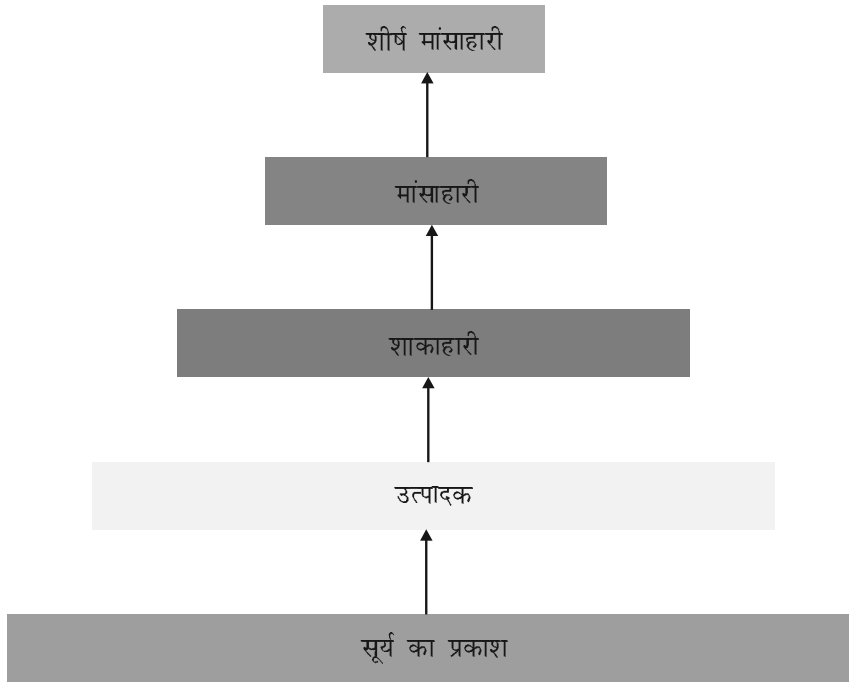 शीर्ष मांसाहारी
मांसाहारी
शाकाहारी
उत्पादक
सूर्य का प्रकाश